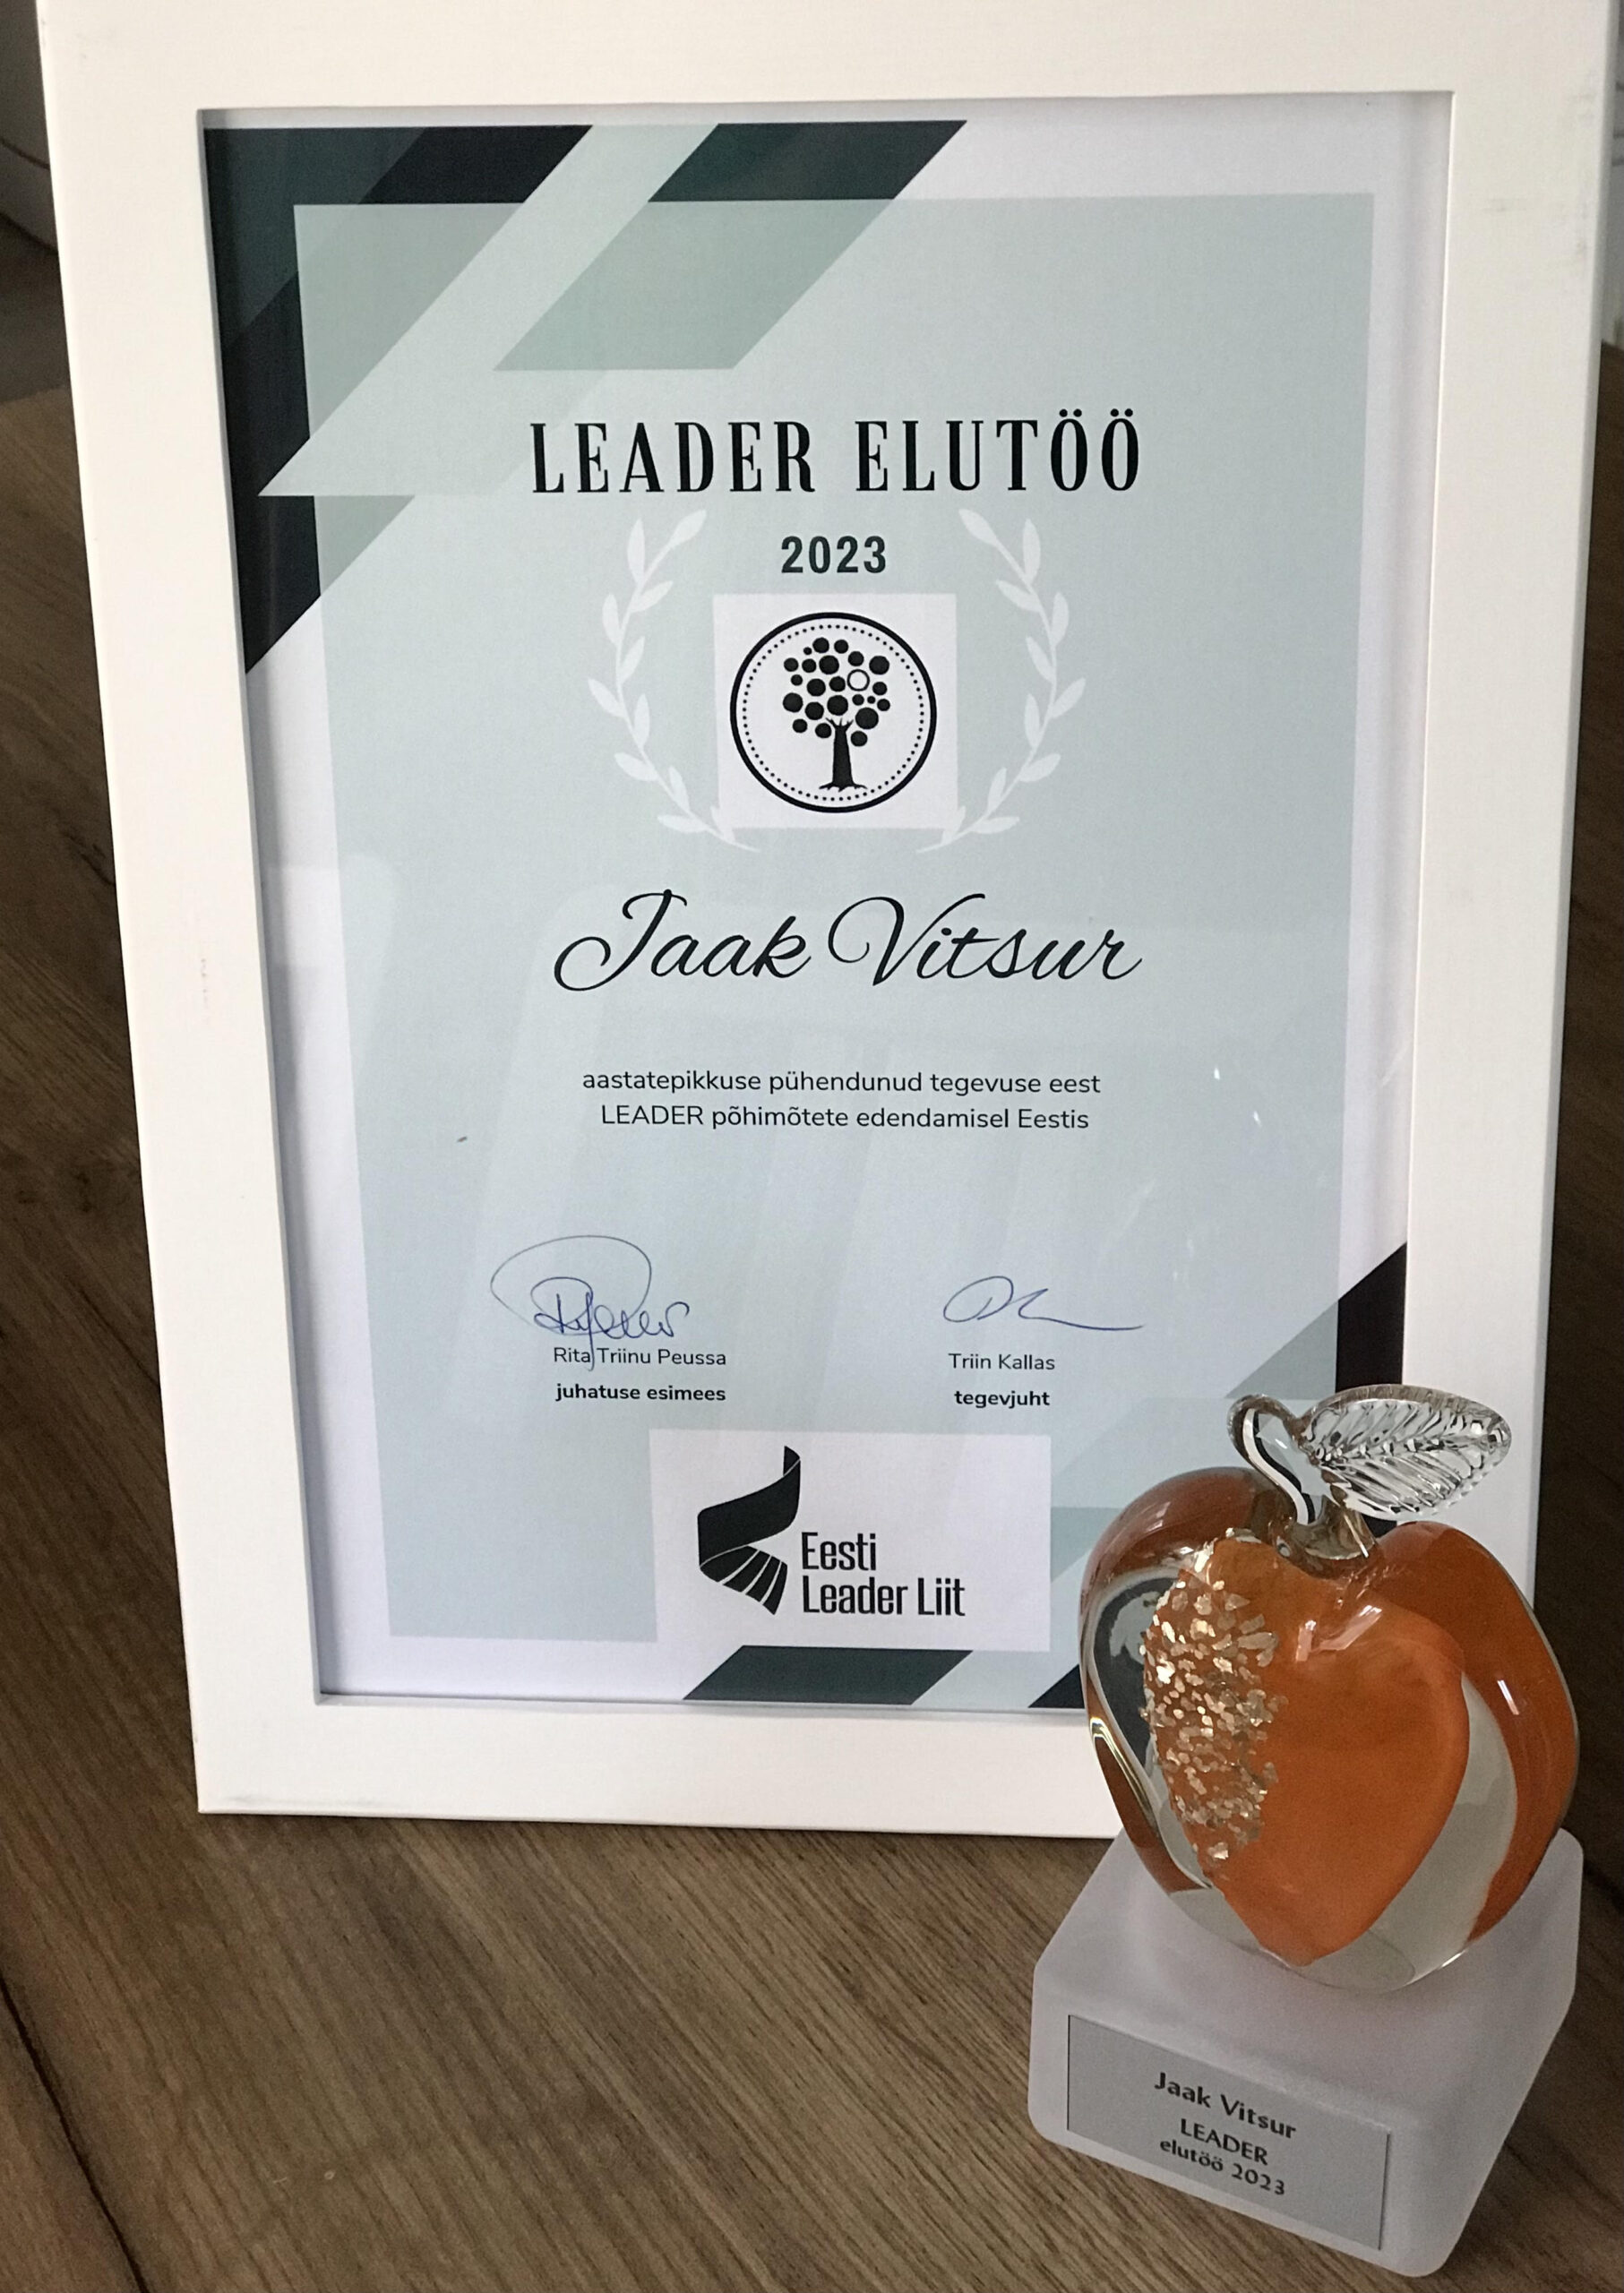 LEADER ELUTÖÖ
2023
Jaak Vitsur
aastatepikkuse pühendunud tegevuse eest
LEADER põhimõtete edendamisel Eestis
Rita Triinu Peussa
juhatuse esimees
Triin Kallas
tegevjuht
Eesti
Leader Liit
Jaak Vitsur
LEADER
elutöö 2023